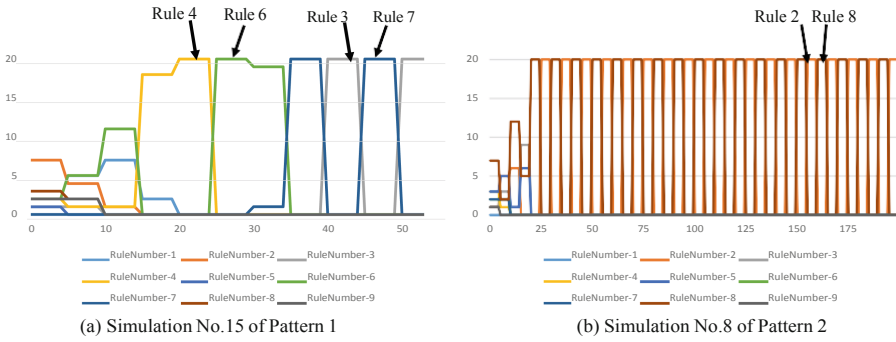 Rule 4 Rule 6 Rule 3 Rule 7
20
15
10
5
0
0 10 20 30 40 50
RuleNumber-1 RuleNumber-2 RuleNumber-3
RuleNumber-4 RuleNumber-5 RuleNumber-6
RuleNumber-7 RuleNumber-8 RuleNumber-9
(a) Simulation No.15 of Pattern 1
Rule 2 Rule 8
20
15
10
5
0
0 25 50 75 100 125 150 175
RuleNumber-1 RuleNumber-2 RuleNumber-3
RuleNumber-4 RuleNumber-5 RuleNumber-6
RuleNumber-7 RuleNumber-8 RuleNumber-9
(b) Simulation No.8 of Pattern 2